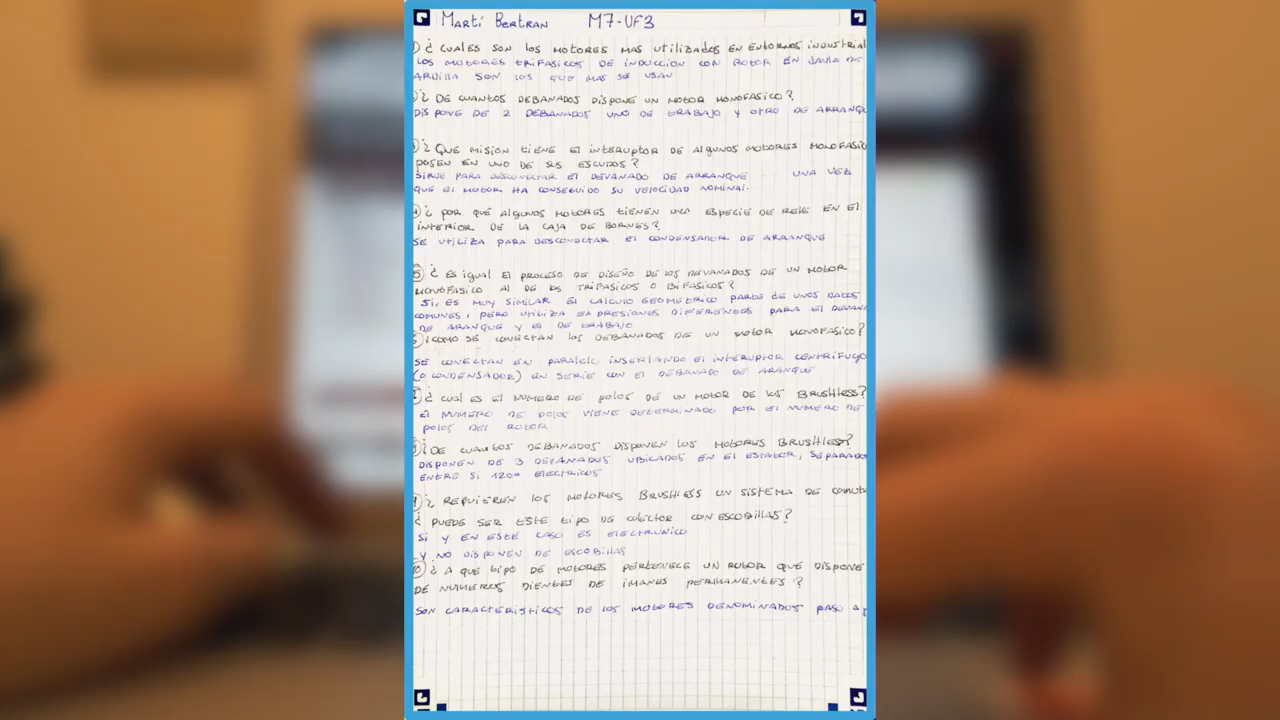 Martí Bertran M7-UF3
¿Cuales son los motores mas utilizados en entornos industrial
Los motores trifasicos de induccion con rotor en jaula de
ardilla son los que mas se usan
¿De cuantos debanados dispone un motor monofasico?
Dispone de 2 debanados uno de trabajo y otro de arranqu
¿Que mision tiene el interuptor de algunos motores monofasic
posen en uno de sus escudos?
Sirve para desconectar el devanado de arranque una vez
que el motor ha conseguido su velocidad nominal.
4 ¿Por qué algunos motores tienen una especie de rele en el
interior de la caja de bornes?
Se utiliza para desconectar el condensador de arranque
5 ¿Es igual el proceso de diseño de los devanados de un motor
monofasico al de los trifasicos o bifasicos?
Si, es muy similar el calculo geometrico parte de unos datos
comunes, pero utiliza expresiones diferentes para el devana
de aranque y el de trabajo
6 ¿Como se conectan los debanados de un motor monofasico?
Se conectan en paralelo insertando el interuptor centrifugo
(o condensador) en serie con el debanado de aranque
¿Cual es el numero de polos de un motor de los Brushless?
El numero de polos viene determinado por el numero de
polos del rotor
¿De cuantos debanados disponen los motores Brushless?
Disponen de 3 depanados ubicados en el estator, separados
entre si 1200 electricos
9 ¿Requieren los motores Brushless un sistema de conmuta
¿Puede ser este tipo de colector con escobillas?
Si y en este caso es electronico
y no disponen de escobillas
10 ¿A que tipo de motores pertenece un rotor que dispone
de numeros dientes de imanes permanentes?
Son caracteristicos de los motores denominados paso a p